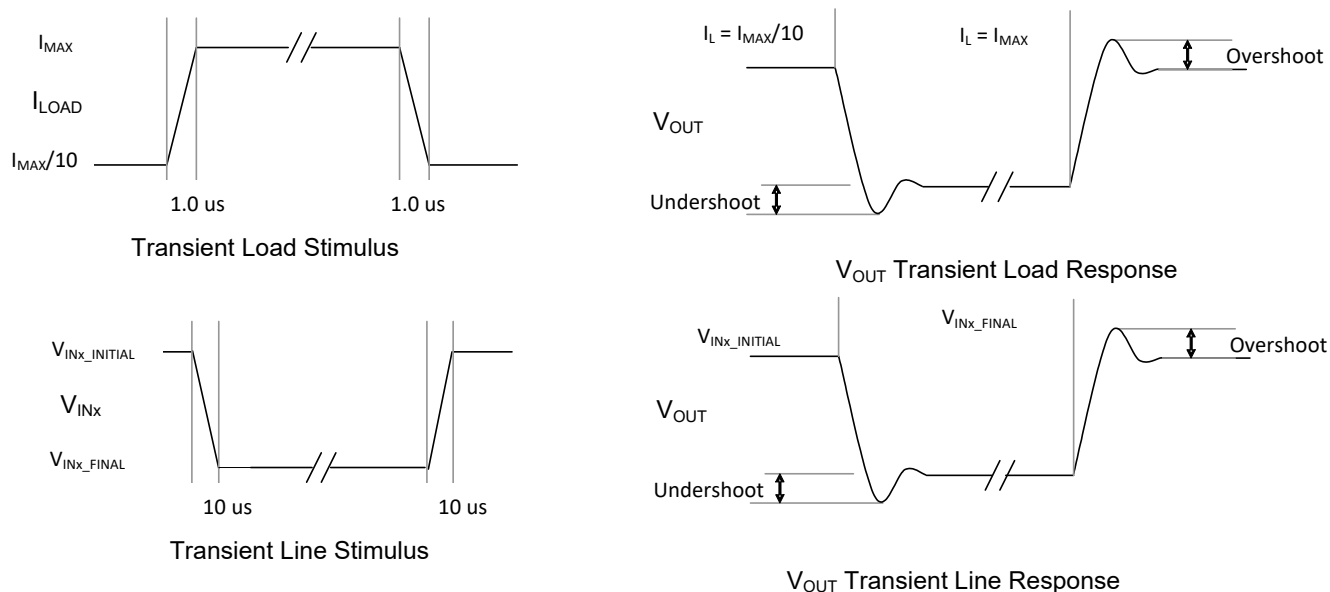 I_MAX
I_LOAD
I_MAX/10
1.0 us
1.0 us
Transient Load Stimulus
I_L = I_MAX/10
I_L = I_MAX
Overshoot
V_OUT
Undershoot
V_OUT Transient Load Response
V_INx_INITIAL
V_INx
V_INx_FINAL
10 us
10 us
Transient Line Stimulus
V_INx_INITIAL
V_INx_FINAL
Overshoot
V_OUT
Undershoot
V_OUT Transient Line Response